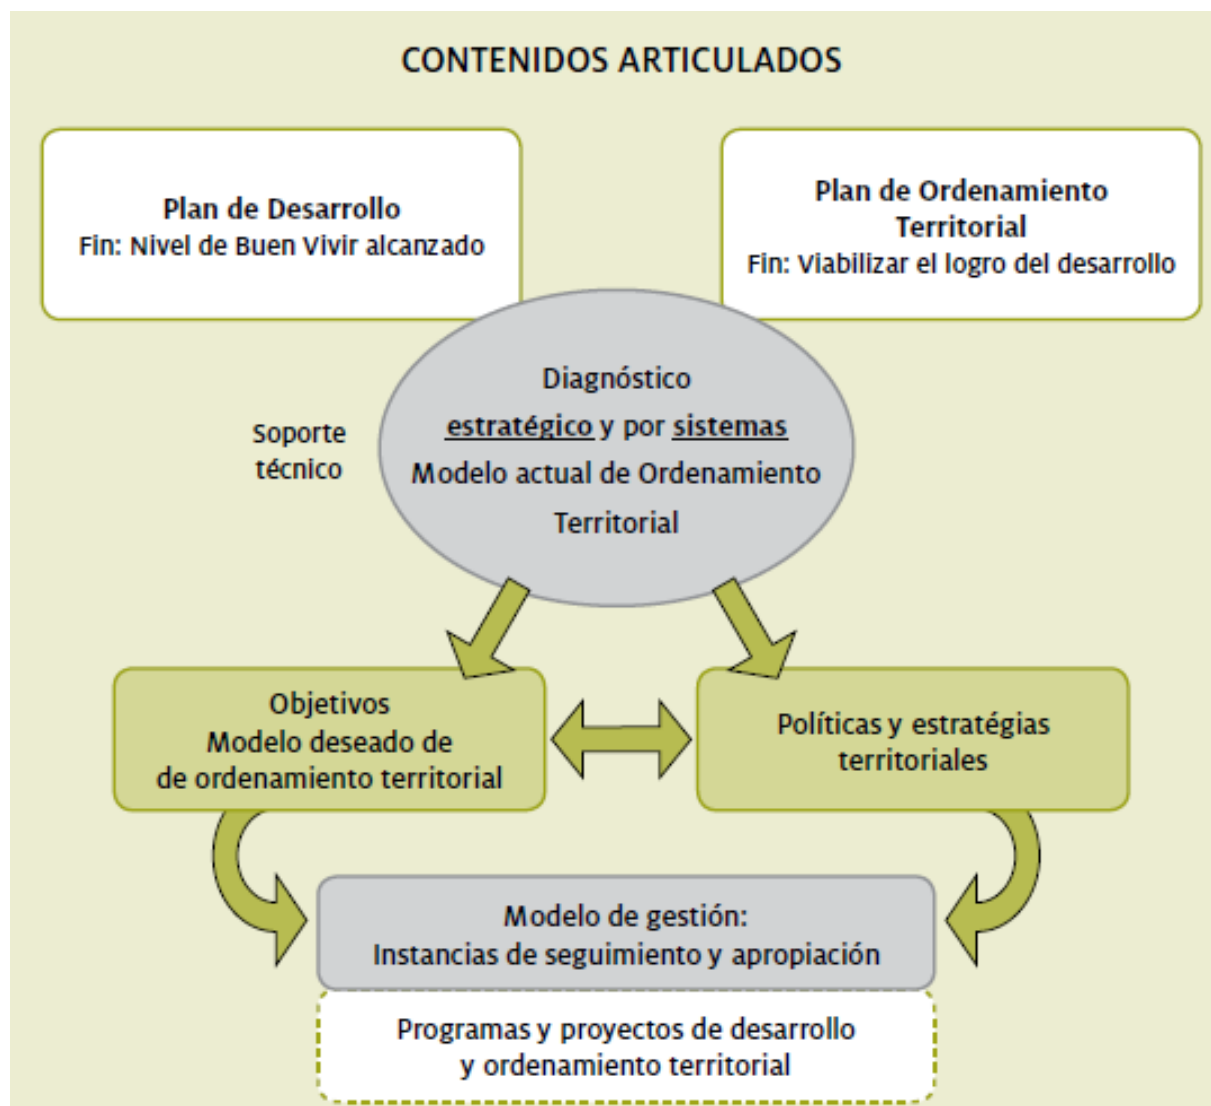 CONTENIDOS ARTICULADOS
Plan de Desarrollo
Fin: Nivel de Buen Vivir alcanzado
Plan de Ordenamiento
Territorial
Fin: Viabilizar el logro del desarrollo
Soporte
técnico
Diagnóstico
estratégico y por sistemas
Modelo actual de Ordenamiento
Territorial
Objetivos
Modelo deseado de
de ordenamiento territorial
Políticas y estratégias
territoriales
Modelo de gestión:
Instancias de seguimiento y apropiación
Programas y proyectos de desarrollo
y ordenamiento territorial